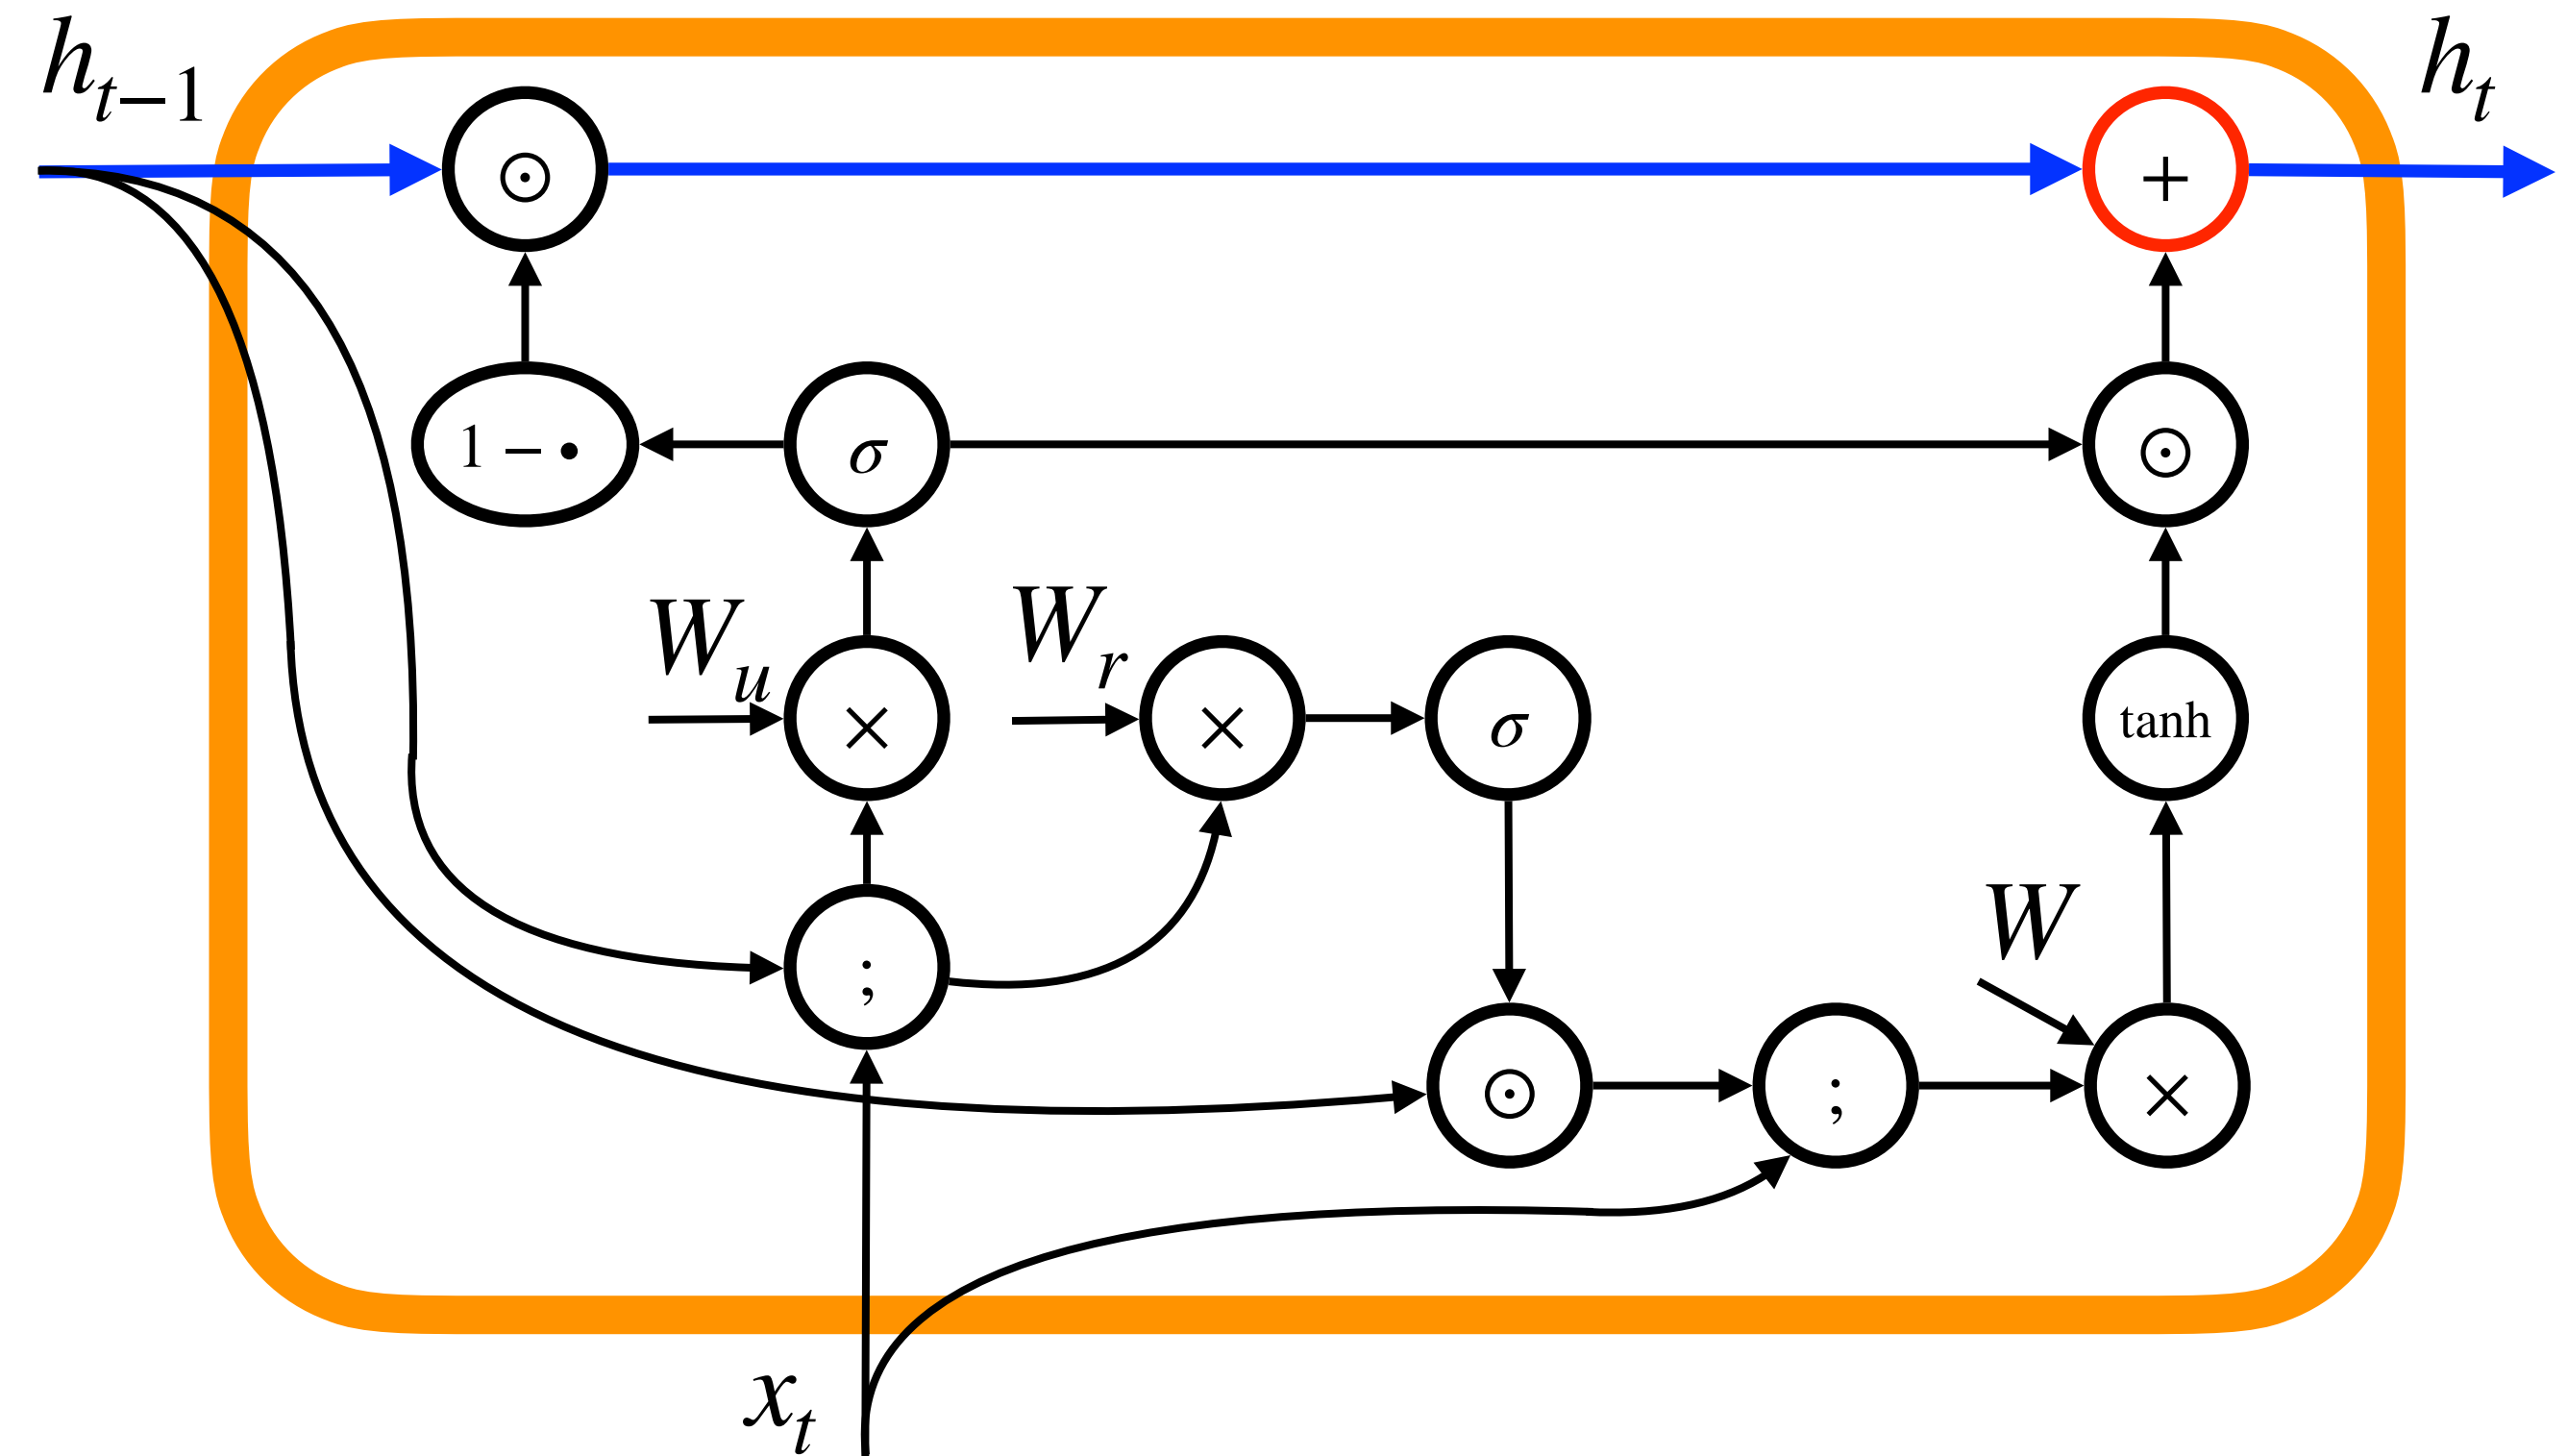 h_{t-1}
h_t
⊙
+
1 − •
σ
⊙
W_u
W_r
×
×
σ
tanh
;
W
⊙
;
×
x_t